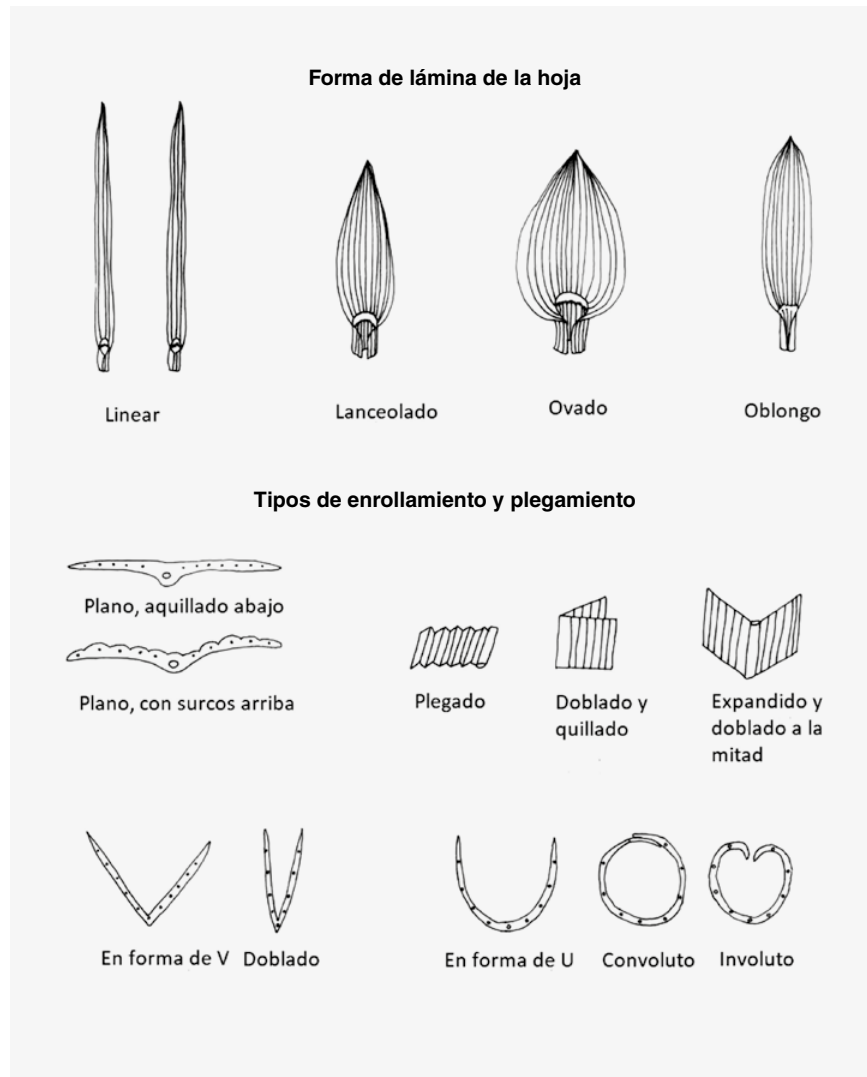 Forma de lámina de la hoja
Linear
Lanceolado
Ovado
Oblongo
Tipos de enrollamiento y plegamiento
Plano, aquillado abajo
Plano, con surcos arriba
Plegado
Doblado y
quillado
Expandido y
doblado a la
mitad
En forma de V
Doblado
En forma de U
Convoluto
Involuto